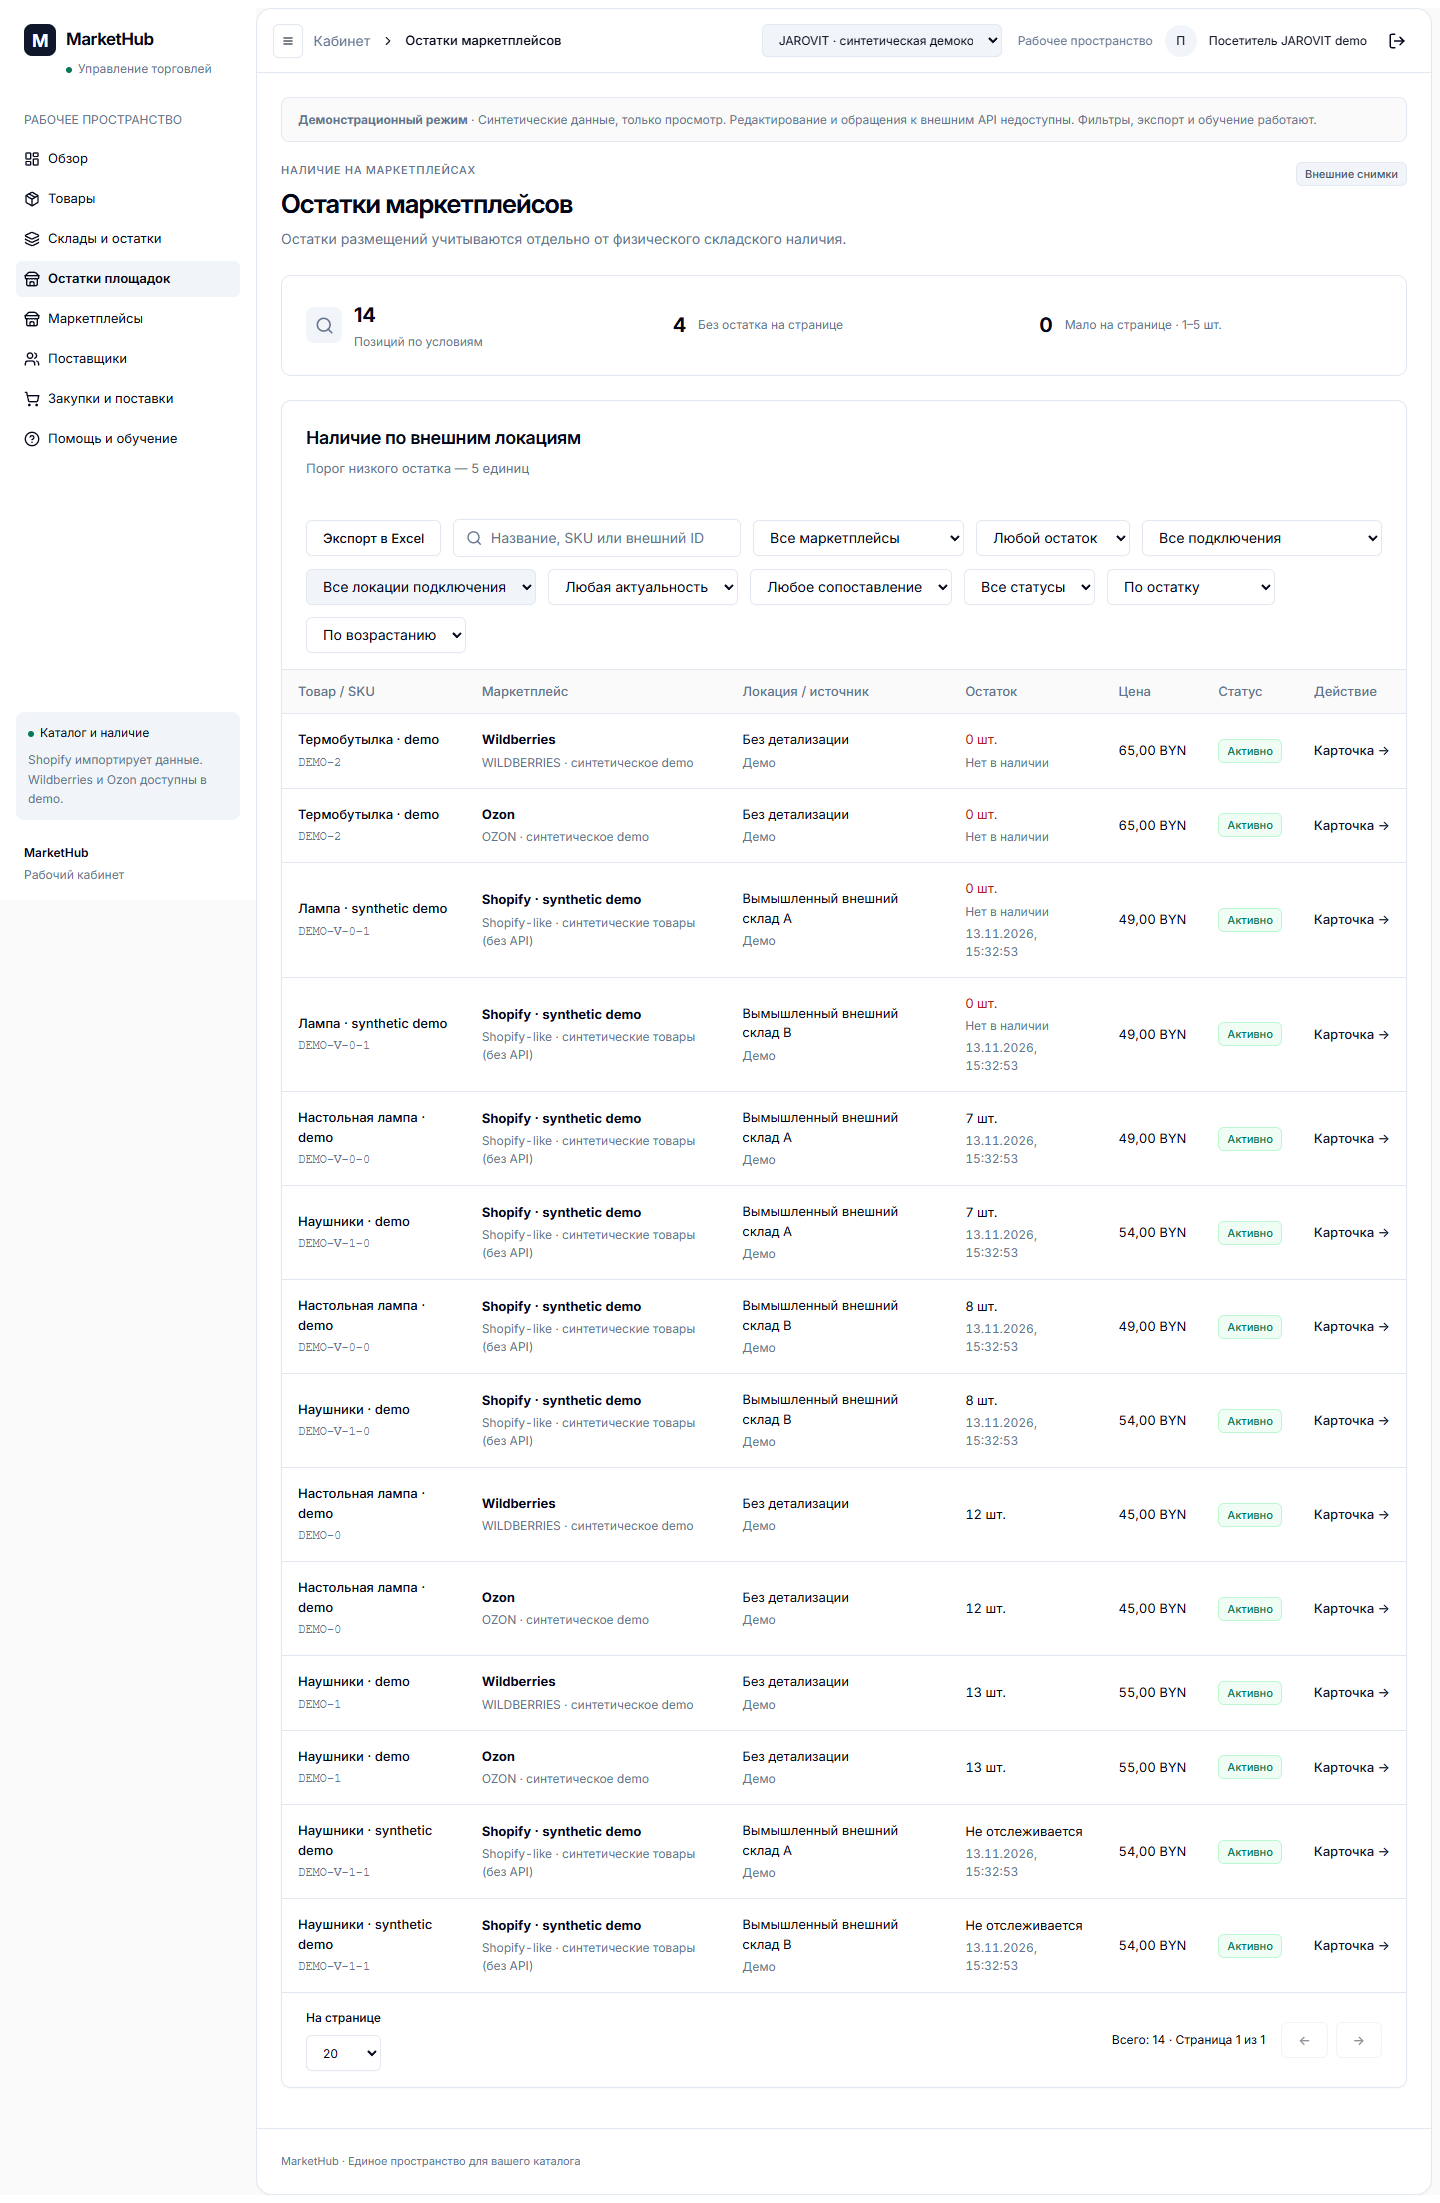 M MarketHub
Управление торговлей
РАБОЧЕЕ ПРОСТРАНСТВО
Обзор
Товары
Склады и остатки
Остатки площадок
Маркетплейсы
Поставщики
Закупки и поставки
Помощь и обучение
Каталог и наличие
Shopify импортирует данные.
Wildberries и Ozon доступны в
demo.
MarketHub
Рабочий кабинет
Кабинет > Остатки маркетплейсов
JAROVIT · синтетическая демоко
Рабочее пространство
П
Посетитель JAROVIT demo
Демонстрационный режим · Синтетические данные, только просмотр. Редактирование и обращения к внешним API недоступны. Фильтры, экспорт и обучение работают.
НАЛИЧИЕ НА МАРКЕТПЛЕЙСАХ
Внешние снимки
Остатки маркетплейсов
Остатки размещений учитываются отдельно от физического складского наличия.
14
Позиций по условиям
4 Без остатка на странице
0 Мало на странице · 1–5 шт.
Наличие по внешним локациям
Порог низкого остатка — 5 единиц
Экспорт в Excel
Название, SKU или внешний ID
Все маркетплейсы
Любой остаток
Все подключения
Все локации подключения
Любая актуальность
Любое сопоставление
Все статусы
По остатку
По возрастанию
Товар / SKU Маркетплейс Локация / источник Остаток Цена Статус Действие
Термобутылка · demo
DEMO-2
Wildberries
WILDBERRIES · синтетическое demo
Без детализации
Демо
0 шт.
Нет в наличии
65,00 BYN
Активно
Карточка →
Термобутылка · demo
DEMO-2
Ozon
OZON · синтетическое demo
Без детализации
Демо
0 шт.
Нет в наличии
65,00 BYN
Активно
Карточка →
Лампа · synthetic demo
DEMO-V-0-1
Shopify · synthetic demo
Shopify-like · синтетические товары
(без API)
Вымышленный внешний
склад A
Демо
0 шт.
Нет в наличии
13.11.2026,
15:32:53
49,00 BYN
Активно
Карточка →
Лампа · synthetic demo
DEMO-V-0-1
Shopify · synthetic demo
Shopify-like · синтетические товары
(без API)
Вымышленный внешний
склад B
Демо
0 шт.
Нет в наличии
13.11.2026,
15:32:53
49,00 BYN
Активно
Карточка →
Настольная лампа ·
demo
DEMO-V-0-0
Shopify · synthetic demo
Shopify-like · синтетические товары
(без API)
Вымышленный внешний
склад A
Демо
7 шт.
13.11.2026,
15:32:53
49,00 BYN
Активно
Карточка →
Наушники · demo
DEMO-V-1-0
Shopify · synthetic demo
Shopify-like · синтетические товары
(без API)
Вымышленный внешний
склад A
Демо
7 шт.
13.11.2026,
15:32:53
54,00 BYN
Активно
Карточка →
Настольная лампа ·
demo
DEMO-V-0-0
Shopify · synthetic demo
Shopify-like · синтетические товары
(без API)
Вымышленный внешний
склад B
Демо
8 шт.
13.11.2026,
15:32:53
49,00 BYN
Активно
Карточка →
Наушники · demo
DEMO-V-1-0
Shopify · synthetic demo
Shopify-like · синтетические товары
(без API)
Вымышленный внешний
склад B
Демо
8 шт.
13.11.2026,
15:32:53
54,00 BYN
Активно
Карточка →
Настольная лампа ·
demo
DEMO-0
Wildberries
WILDBERRIES · синтетическое demo
Без детализации
Демо
12 шт.
45,00 BYN
Активно
Карточка →
Настольная лампа ·
demo
DEMO-0
Ozon
OZON · синтетическое demo
Без детализации
Демо
12 шт.
45,00 BYN
Активно
Карточка →
Наушники · demo
DEMO-1
Wildberries
WILDBERRIES · синтетическое demo
Без детализации
Демо
13 шт.
55,00 BYN
Активно
Карточка →
Наушники · demo
DEMO-1
Ozon
OZON · синтетическое demo
Без детализации
Демо
13 шт.
55,00 BYN
Активно
Карточка →
Наушники · synthetic
demo
DEMO-V-1-1
Shopify · synthetic demo
Shopify-like · синтетические товары
(без API)
Вымышленный внешний
склад A
Демо
Не отслеживается
13.11.2026,
15:32:53
54,00 BYN
Активно
Карточка →
Наушники · synthetic
demo
DEMO-V-1-1
Shopify · synthetic demo
Shopify-like · синтетические товары
(без API)
Вымышленный внешний
склад B
Демо
Не отслеживается
13.11.2026,
15:32:53
54,00 BYN
Активно
Карточка →
На странице
20
Всего: 14 · Страница 1 из 1
← →
MarketHub · Единое пространство для вашего каталога